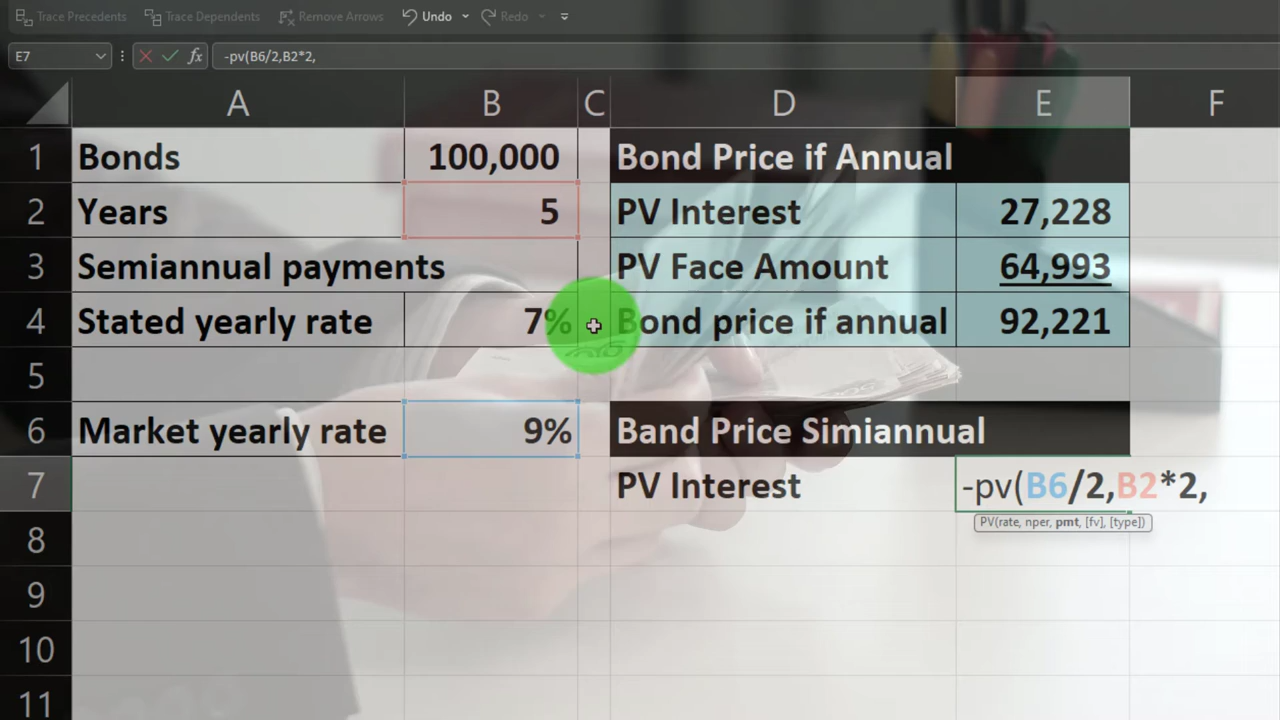 Trace Precedents Trace Dependents Remove Arrows Undo Redo
E7 fx -pv(B6/2,B2*2,
A B C D E F
1 Bonds 100,000 Bond Price if Annual
2 Years 5 PV Interest 27,228
3 Semiannual payments PV Face Amount 64,993
4 Stated yearly rate 7% Bond price if annual 92,221
5
6 Market yearly rate 9% Band Price Simiannual
7 PV Interest -pv(B6/2,B2*2,
PV(rate, nper, pmt, [fv], [type])
8
9
10
11